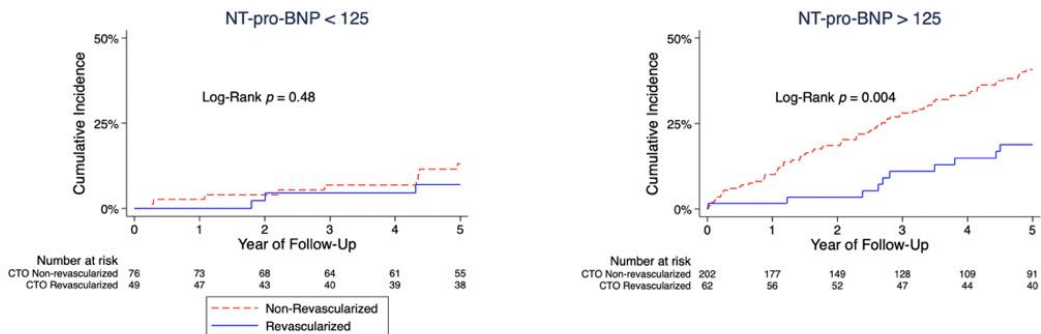 NT-pro-BNP < 125
50%
25%
0%
Cumulative Incidence
Log-Rank p = 0.48
0 1 2 3 4 5
Year of Follow-Up
Number at risk
CTO Non-revascularized 76 73 68 64 61 55
CTO Revascularized 49 47 43 40 39 38
NT-pro-BNP > 125
50%
25%
0%
Cumulative Incidence
Log-Rank p = 0.004
0 1 2 3 4 5
Year of Follow-Up
Number at risk
CTO Non-revascularized 202 177 149 128 109 91
CTO Revascularized 62 56 52 47 44 40
Non-Revascularized
Revascularized